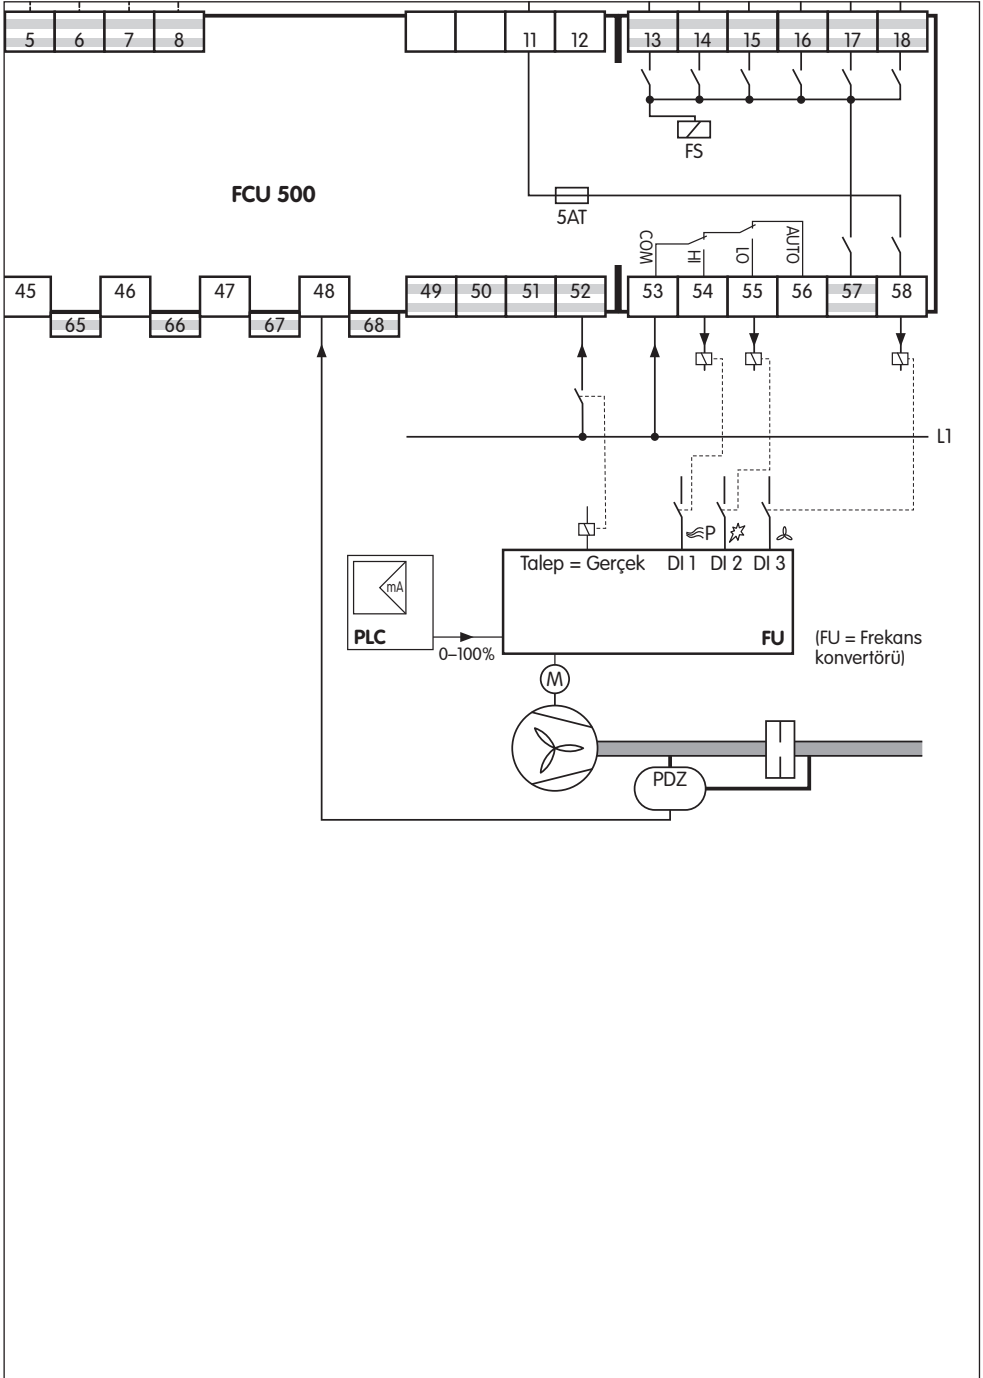 5 6 7 8 11 12 13 14 15 16 17 18
FS
FCU 500
5AT
COM HI LO AUTO
45 46 47 48 49 50 51 52 53 54 55 56 57 58
65 66 67 68
L1
P
Talep = Gerçek DI 1 DI 2 DI 3
mA
PLC
0–100%
FU
(FU = Frekans
konvertörü)
M
PDZ